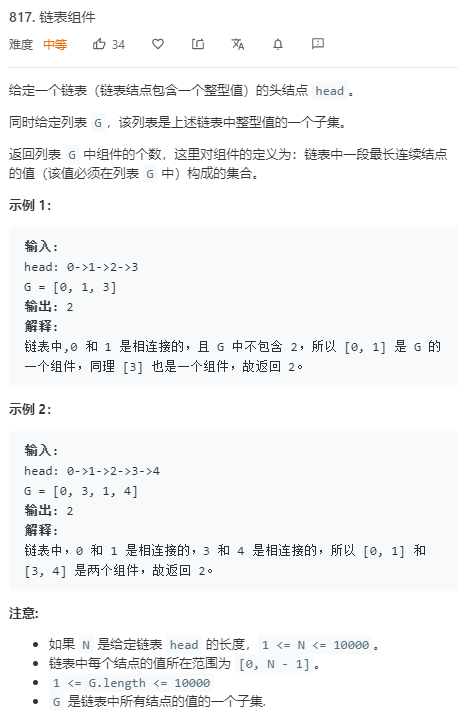 817. 链表组件
难度 中等 34
给定一个链表（链表结点包含一个整型值）的头结点 head 。
同时给定列表 G ，该列表是上述链表中整型值的一个子集。
返回列表 G 中组件的个数，这里对组件的定义为：链表中一段最长连续结点
的值（该值必须在列表 G 中）构成的集合。
示例 1：
输入：
head: 0->1->2->3
G = [0, 1, 3]
输出: 2
解释:
链表中,0 和 1 是相连接的，且 G 中不包含 2，所以 [0, 1] 是 G 的
一个组件，同理 [3] 也是一个组件，故返回 2。
示例 2：
输入:
head: 0->1->2->3->4
G = [0, 3, 1, 4]
输出: 2
解释:
链表中，0 和 1 是相连接的，3 和 4 是相连接的，所以 [0, 1] 和
[3, 4] 是两个组件，故返回 2。
注意:
如果 N 是给定链表 head 的长度，1 <= N <= 10000 。
链表中每个结点的值所在范围为 [0, N - 1] 。
1 <= G.length <= 10000
G 是链表中所有结点的值的一个子集.